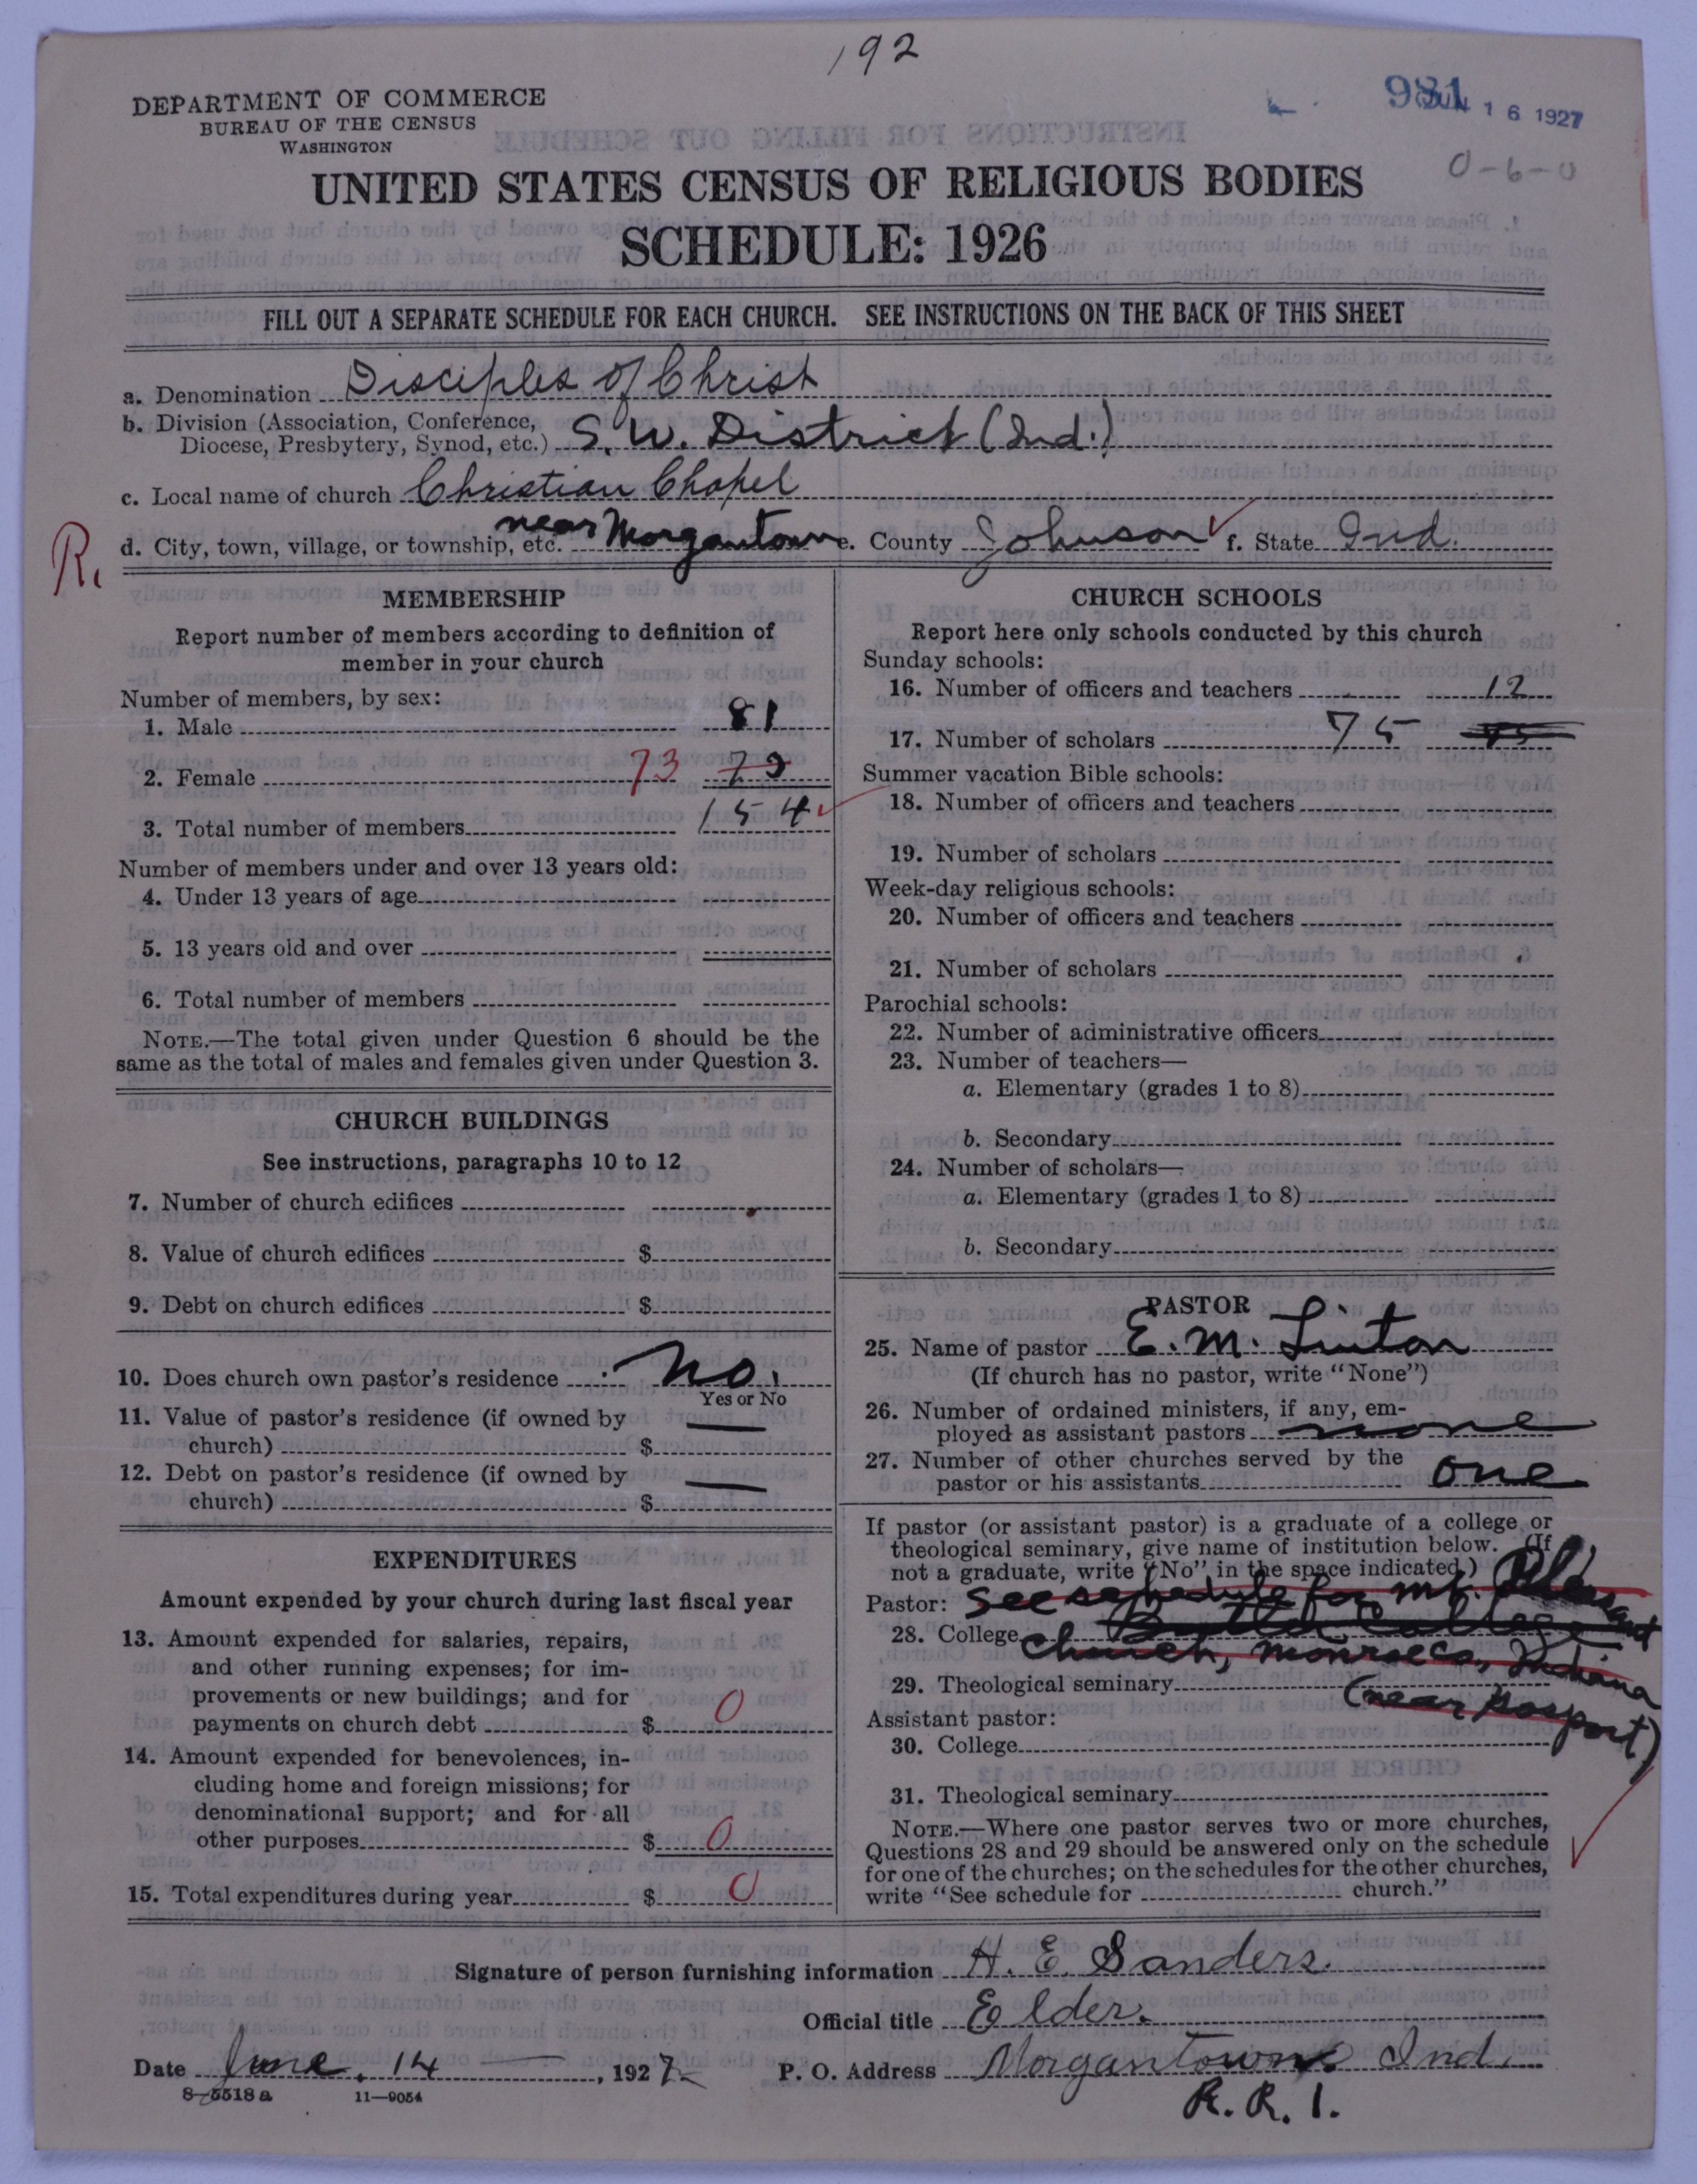 192
981 JUN 16 1927
0-6-0
DEPARTMENT OF COMMERCE
BUREAU OF THE CENSUS
WASHINGTON
UNITED STATES CENSUS OF RELIGIOUS BODIES
SCHEDULE: 1926
FILL OUT A SEPARATE SCHEDULE FOR EACH CHURCH. SEE INSTRUCTIONS ON THE BACK OF THIS SHEET
a. Denomination Disciples of Christ
b. Division (Association, Conference,
Diocese, Presbytery, Synod, etc.) S.W. District (Ind.)
c. Local name of church Christian Chapel
R. d. City, town, village, or township, etc. near Morgantown e. County Johnson f. State Ind.
MEMBERSHIP
Report number of members according to definition of
member in your church
Number of members, by sex:
1. Male 81
2. Female 73
3. Total number of members 154
Number of members under and over 13 years old:
4. Under 13 years of age
5. 13 years old and over
6. Total number of members
NOTE.—The total given under Question 6 should be the
same as the total of males and females given under Question 3.
CHURCH BUILDINGS
See instructions, paragraphs 10 to 12
7. Number of church edifices
8. Value of church edifices $
9. Debt on church edifices $
10. Does church own pastor's residence No.
Yes or No
11. Value of pastor's residence (if owned by —
church) $
12. Debt on pastor's residence (if owned by —
church) $
EXPENDITURES
Amount expended by your church during last fiscal year
13. Amount expended for salaries, repairs,
and other running expenses; for im-
provements or new buildings; and for
payments on church debt $ 0
14. Amount expended for benevolences, in-
cluding home and foreign missions; for
denominational support; and for all
other purposes $ 0
15. Total expenditures during year $ 0
CHURCH SCHOOLS
Report here only schools conducted by this church
Sunday schools:
16. Number of officers and teachers 12
17. Number of scholars 75
Summer vacation Bible schools:
18. Number of officers and teachers
19. Number of scholars
Week-day religious schools:
20. Number of officers and teachers
21. Number of scholars
Parochial schools:
22. Number of administrative officers
23. Number of teachers—
a. Elementary (grades 1 to 8)
b. Secondary
24. Number of scholars—
a. Elementary (grades 1 to 8)
b. Secondary
PASTOR
25. Name of pastor E. M. Linton
(If church has no pastor, write "None")
26. Number of ordained ministers, if any, em-
ployed as assistant pastors none
27. Number of other churches served by the
pastor or his assistants one
If pastor (or assistant pastor) is a graduate of a college or
theological seminary, give name of institution below. (If
not a graduate, write "No" in the space indicated.)
Pastor: See schedule for Mt. Pleasant
28. College Church, Indiana
29. Theological seminary (near Gosport)
Assistant pastor:
30. College
31. Theological seminary
NOTE.—Where one pastor serves two or more churches,
Questions 28 and 29 should be answered only on the schedule
for one of the churches; on the schedules for the other churches,
write "See schedule for church."
Signature of person furnishing information H. E. Sanders.
Official title Elder.
Date June. 14 — , 1927 P. O. Address Morgantown Ind.
8—5518 a 11—9054
R. R. 1.